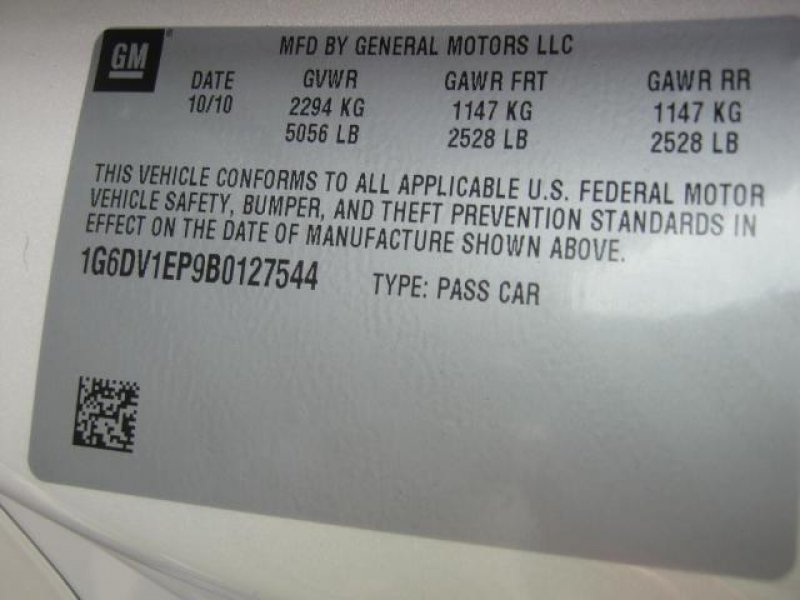 GM®
MFD BY GENERAL MOTORS LLC
DATE GVWR GAWR FRT GAWR RR
10/10 2294 KG 1147 KG 1147 KG
5056 LB 2528 LB 2528 LB
THIS VEHICLE CONFORMS TO ALL APPLICABLE U.S. FEDERAL MOTOR
VEHICLE SAFETY, BUMPER, AND THEFT PREVENTION STANDARDS IN
EFFECT ON THE DATE OF MANUFACTURE SHOWN ABOVE.
1G6DV1EP9B0127544 TYPE: PASS CAR